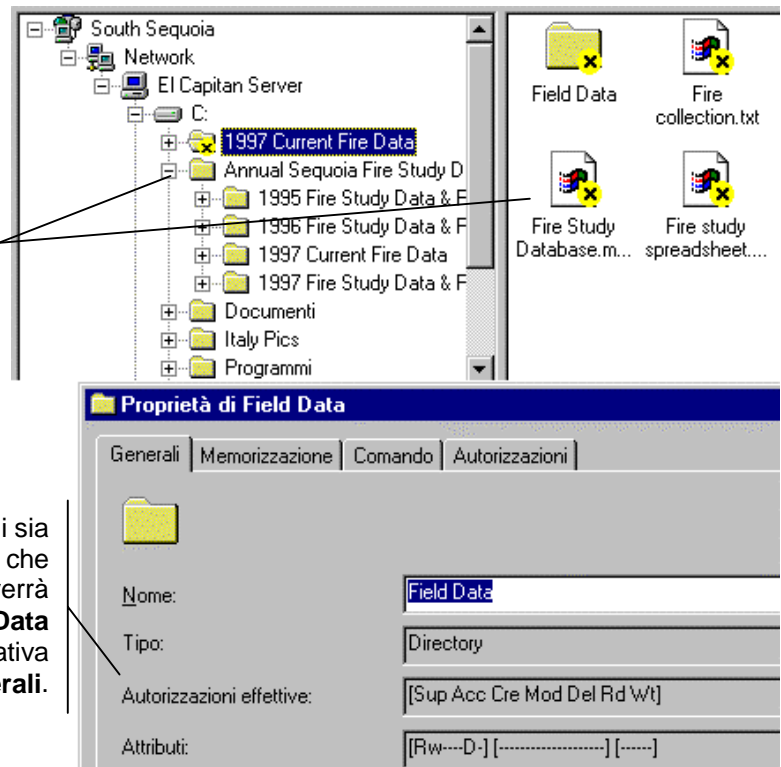 South Sequoia
Network
El Capitan Server
C:
1997 Current Fire Data
Annual Sequoia Fire Study D
1995 Fire Study Data & F
1996 Fire Study Data & F
1997 Current Fire Data
1997 Fire Study Data & F
Documenti
Italy Pics
Programmi
Field Data
Fire
collection.txt
Fire Study
Database.m...
Fire study
spreadsheet....
Proprietà di Field Data
Generali
Memorizzazione
Comando
Autorizzazioni
i sia
che
verrà
Data
ativa
erali.
Nome:
Field Data
Tipo:
Directory
Autorizzazioni effettive:
[Sup Acc Cre Mod Del Rd Wt]
Attributi:
[Rw----D-] [--------------------] [------]